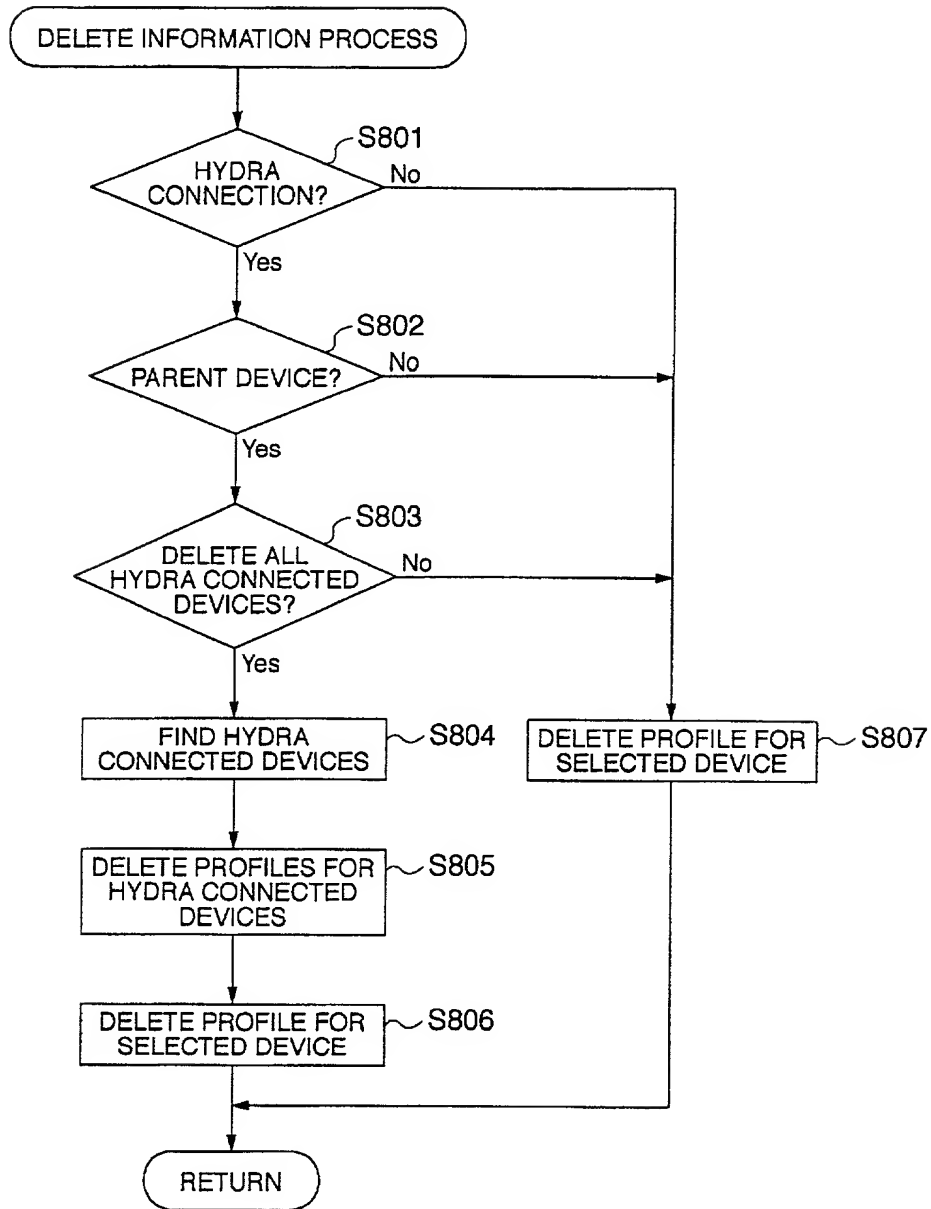 DELETE INFORMATION PROCESS
S801
HYDRA
CONNECTION?
No
Yes
S802
PARENT DEVICE?
No
Yes
S803
DELETE ALL
HYDRA CONNECTED
DEVICES?
No
Yes
FIND HYDRA
CONNECTED DEVICES
S804
DELETE PROFILE FOR
SELECTED DEVICE
S807
DELETE PROFILES FOR
HYDRA CONNECTED
DEVICES
S805
DELETE PROFILE FOR
SELECTED DEVICE
S806
RETURN